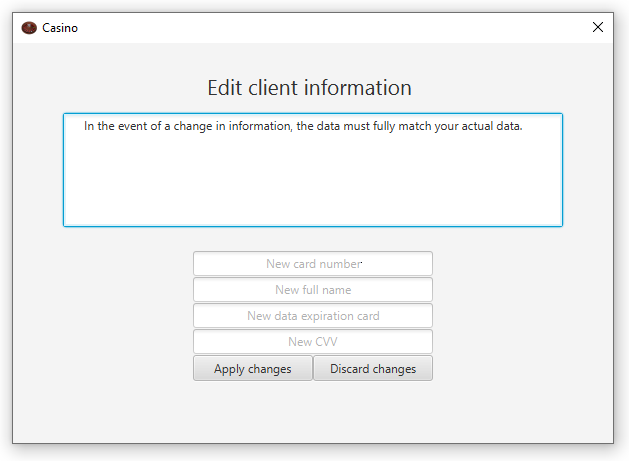 Casino
Edit client information
In the event of a change in information, the data must fully match your actual data.
New card number
New full name
New data expiration card
New CVV
Apply changes Discard changes